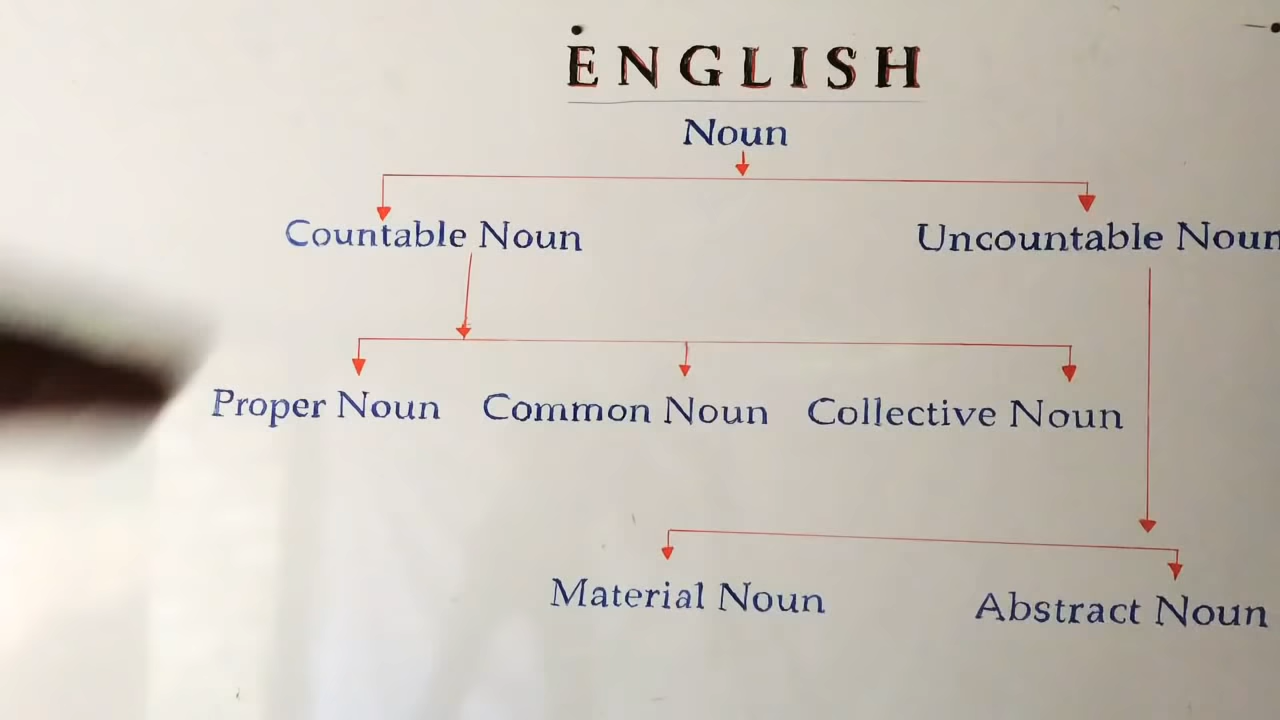 ENGLISH
Noun
Countable Noun Uncountable Noun
Proper Noun Common Noun Collective Noun
Material Noun Abstract Noun